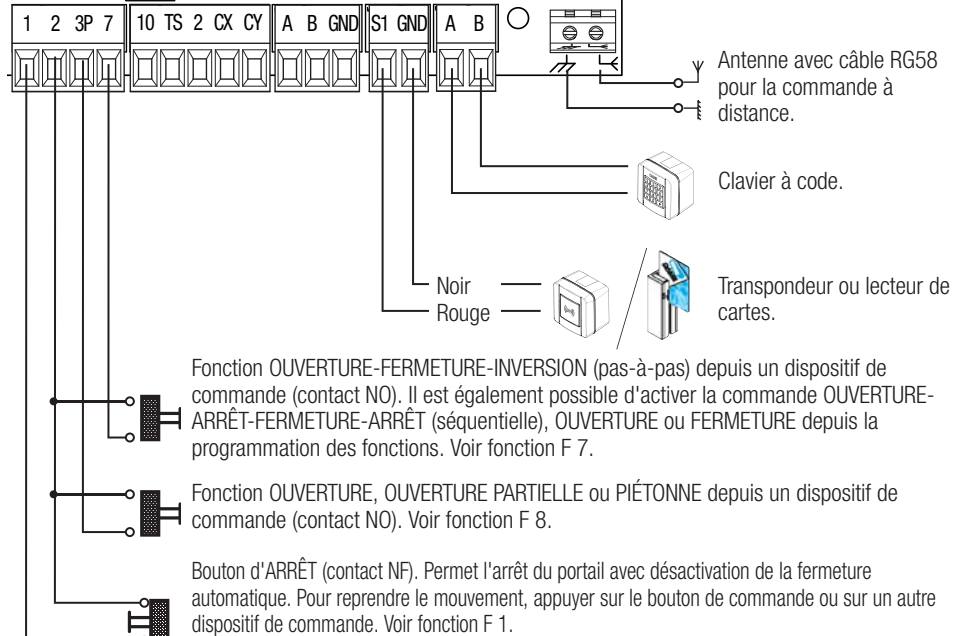 1 2 3P 7 10 TS 2 CX CY A B GND S1 GND A B
Antenne avec câble RG58
pour la commande à
distance.
Clavier à code.
Noir
Rouge
Transpondeur ou lecteur de
cartes.
Fonction OUVERTURE-FERMETURE-INVERSION (pas-à-pas) depuis un dispositif de
commande (contact NO). Il est également possible d'activer la commande OUVERTURE-
ARRÊT-FERMETURE-ARRÊT (séquentielle), OUVERTURE ou FERMETURE depuis la
programmation des fonctions. Voir fonction F 7.
Fonction OUVERTURE, OUVERTURE PARTIELLE ou PIÉTONNE depuis un dispositif de
commande (contact NO). Voir fonction F 8.
Bouton d'ARRÊT (contact NF). Permet l'arrêt du portail avec désactivation de la fermeture
automatique. Pour reprendre le mouvement, appuyer sur le bouton de commande ou sur un autre
dispositif de commande. Voir fonction F 1.